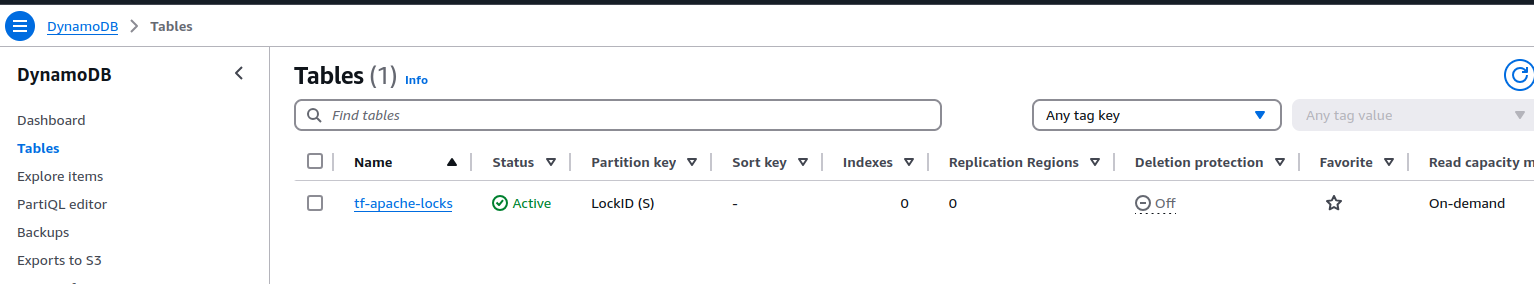 DynamoDB > Tables
DynamoDB
Dashboard
Tables
Explore items
PartiQL editor
Backups
Exports to S3
Tables (1) Info
Find tables
Any tag key
Any tag value
Name Status Partition key Sort key Indexes Replication Regions Deletion protection Favorite Read capacity m
tf-apache-locks Active LockID (S) - 0 0 Off On-demand